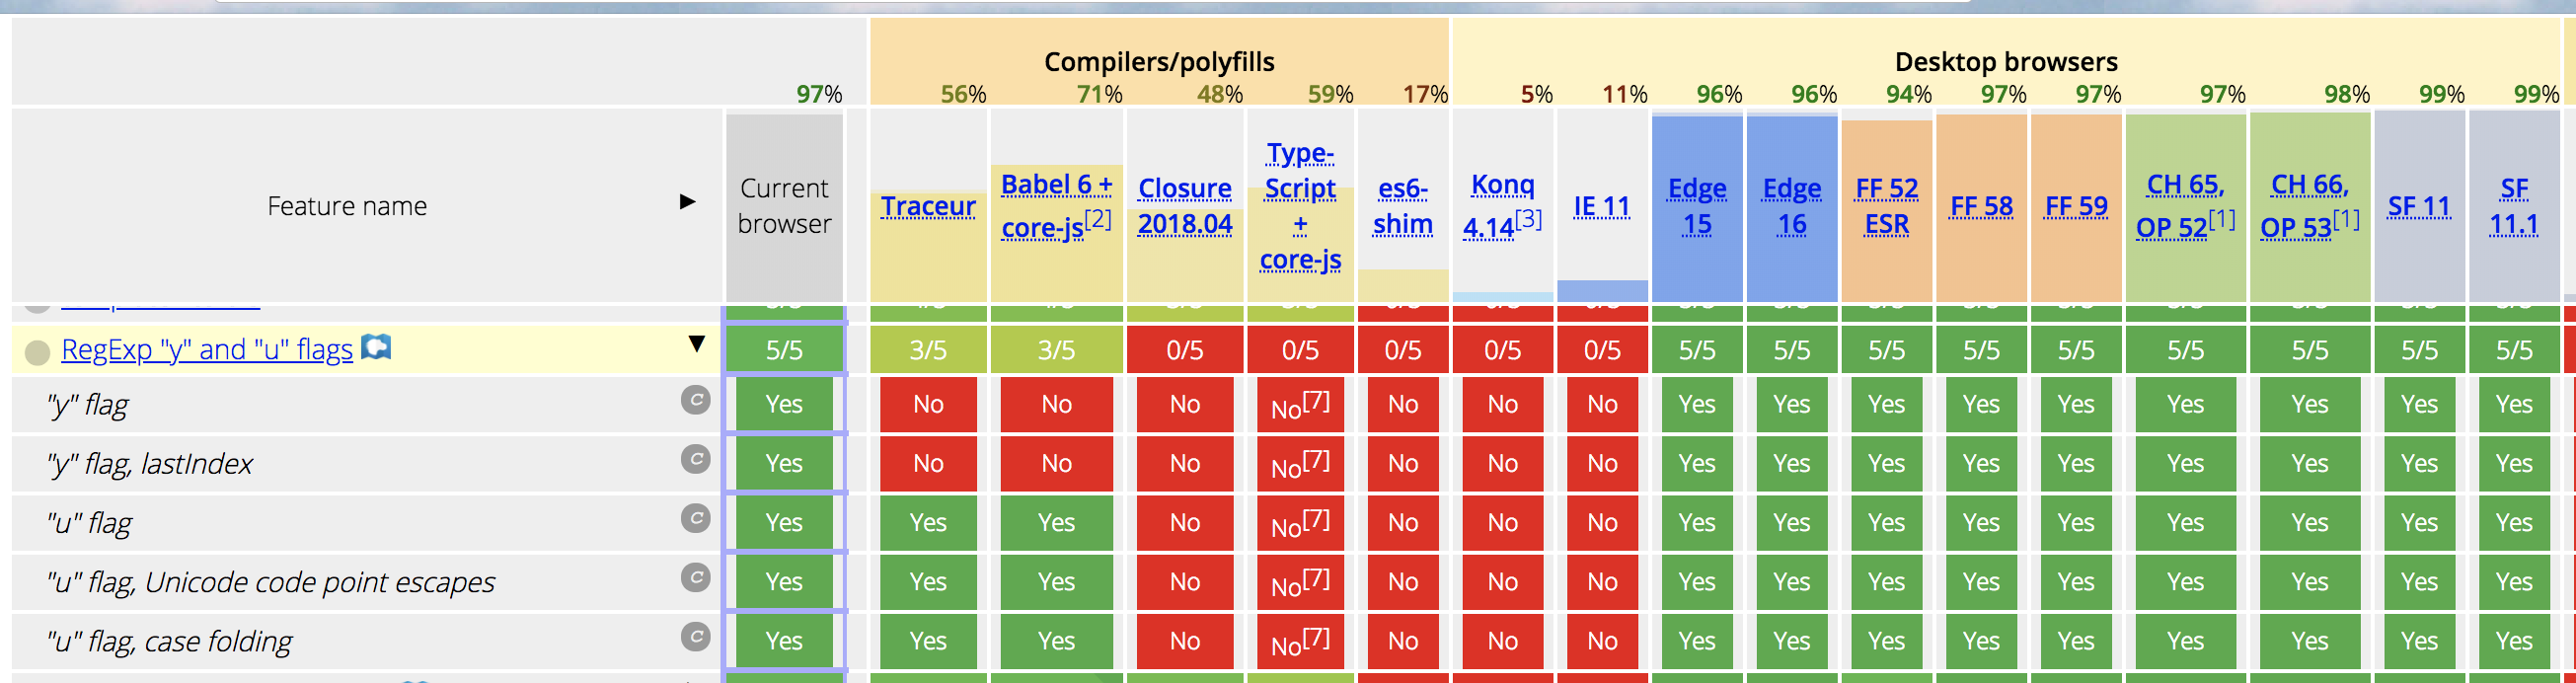 Compilers/polyfills Desktop browsers
97% 56% 71% 48% 59% 17% 5% 11% 96% 96% 94% 97% 97% 97% 98% 99% 99%
Feature name ▶
Current
browser
Traceur
Babel 6 +
core-js[2]
Closure
2018.04
Type-
Script
+
core-js
es6-
shim
Konq
4.14[3]
IE 11
Edge
15
Edge
16
FF 52
ESR
FF 58
FF 59
CH 65,
OP 52[1]
CH 66,
OP 53[1]
SF 11
SF
11.1
RegExp "y" and "u" flags ▼ 5/5 3/5 3/5 0/5 0/5 0/5 0/5 0/5 5/5 5/5 5/5 5/5 5/5 5/5 5/5 5/5 5/5
"y" flag C Yes No No No No[7] No No No Yes Yes Yes Yes Yes Yes Yes Yes Yes
"y" flag, lastIndex C Yes No No No No[7] No No No Yes Yes Yes Yes Yes Yes Yes Yes Yes
"u" flag C Yes Yes Yes No No[7] No No No Yes Yes Yes Yes Yes Yes Yes Yes Yes
"u" flag, Unicode code point escapes C Yes Yes Yes No No[7] No No No Yes Yes Yes Yes Yes Yes Yes Yes Yes
"u" flag, case folding C Yes Yes Yes No No[7] No No No Yes Yes Yes Yes Yes Yes Yes Yes Yes